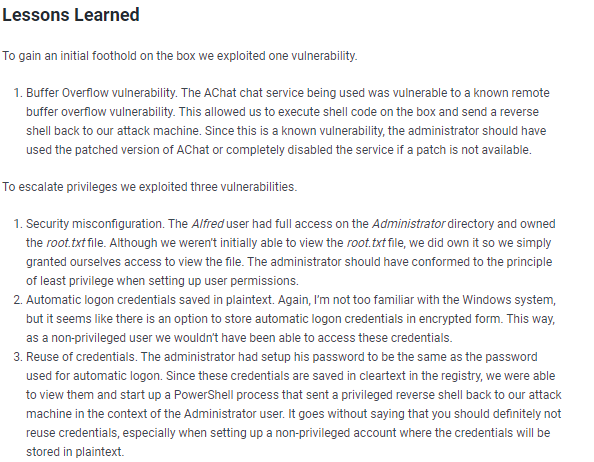 Lessons Learned
To gain an initial foothold on the box we exploited one vulnerability.
1. Buffer Overflow vulnerability. The AChat chat service being used was vulnerable to a known remote
buffer overflow vulnerability. This allowed us to execute shell code on the box and send a reverse
shell back to our attack machine. Since this is a known vulnerability, the administrator should have
used the patched version of AChat or completely disabled the service if a patch is not available.
To escalate privileges we exploited three vulnerabilities.
1. Security misconfiguration. The Alfred user had full access on the Administrator directory and owned
the root.txt file. Although we weren't initially able to view the root.txt file, we did own it so we simply
granted ourselves access to view the file. The administrator should have conformed to the principle
of least privilege when setting up user permissions.
2. Automatic logon credentials saved in plaintext. Again, I'm not too familiar with the Windows system,
but it seems like there is an option to store automatic logon credentials in encrypted form. This way,
as a non-privileged user we wouldn't have been able to access these credentials.
3. Reuse of credentials. The administrator had setup his password to be the same as the password
used for automatic logon. Since these credentials are saved in cleartext in the registry, we were able
to view them and start up a PowerShell process that sent a privileged reverse shell back to our attack
machine in the context of the Administrator user. It goes without saying that you should definitely not
reuse credentials, especially when setting up a non-privileged account where the credentials will be
stored in plaintext.